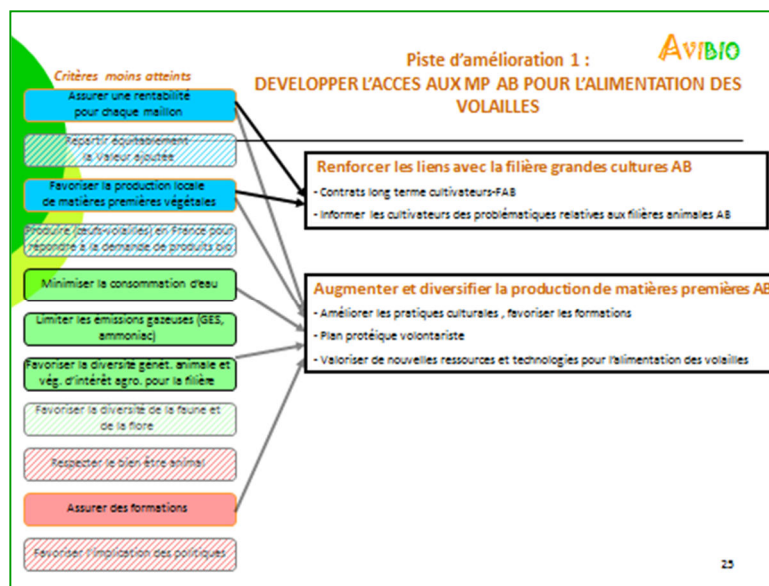 AVIBIO
Piste d'amélioration 1 :
DEVELOPPER L'ACCES AUX MP AB POUR L'ALIMENTATION DES
VOLAILLES
Critères moins atteints
Assurer une rentabilité
pour chaque maillon
Répartir équitablement
la valeur ajoutée
Favoriser la production locale
de matières premières végétales
Produire (œufs-volailles) en France pour
répondre à la demande de produits bio
Minimiser la consommation d'eau
Limiter les émissions gazeuses (GES,
ammoniac)
Favoriser la diversité génét. animale et
vég. d'intérêt agro. pour la filière
Favoriser la diversité de la faune et
de la flore
Respecter le bien être animal
Assurer des formations
Favoriser l'implication des politiques
Renforcer les liens avec la filière grandes cultures AB
- Contrats long terme cultivateurs-FAB
- Informer les cultivateurs des problématiques relatives aux filières animales AB
Augmenter et diversifier la production de matières premières AB
- Améliorer les pratiques culturales , favoriser les formations
- Plan protéique volontariste
- Valoriser de nouvelles ressources et technologies pour l'alimentation des volailles
25